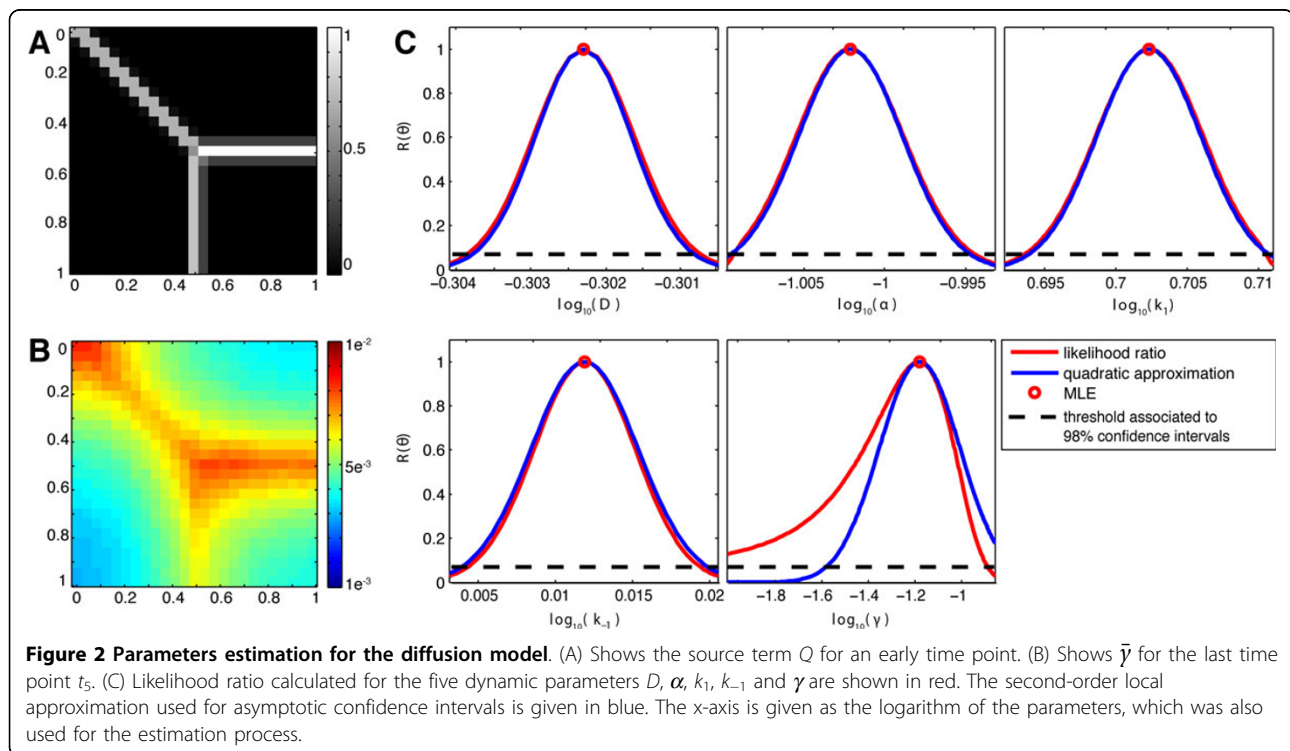 A
0
0.2
0.4
0.6
0.8
1
0 0.2 0.4 0.6 0.8 1
1
0.5
0
B
0
0.2
0.4
0.6
0.8
1
0 0.2 0.4 0.6 0.8 1
1e⁻²
5e⁻³
1e⁻³
C
R(θ)
1
0.8
0.6
0.4
0.2
0
−0.304 −0.303 −0.302 −0.301
log₁₀(D)
−1.005 −1 −0.995
log₁₀(α)
0.695 0.7 0.705 0.71
log₁₀(k₁)
R(θ)
1
0.8
0.6
0.4
0.2
0
0.005 0.01 0.015 0.02
log₁₀(k₋₁)
−1.8 −1.6 −1.4 −1.2 −1
log₁₀(γ)
likelihood ratio
quadratic approximation
MLE
threshold associated to
98% confidence intervals
Figure 2 Parameters estimation for the diffusion model. (A) Shows the source term Q for an early time point. (B) Shows γ̄ for the last time
point t₅. (C) Likelihood ratio calculated for the five dynamic parameters D, α, k₁, k₋₁ and γ are shown in red. The second-order local
approximation used for asymptotic confidence intervals is given in blue. The x-axis is given as the logarithm of the parameters, which was also
used for the estimation process.